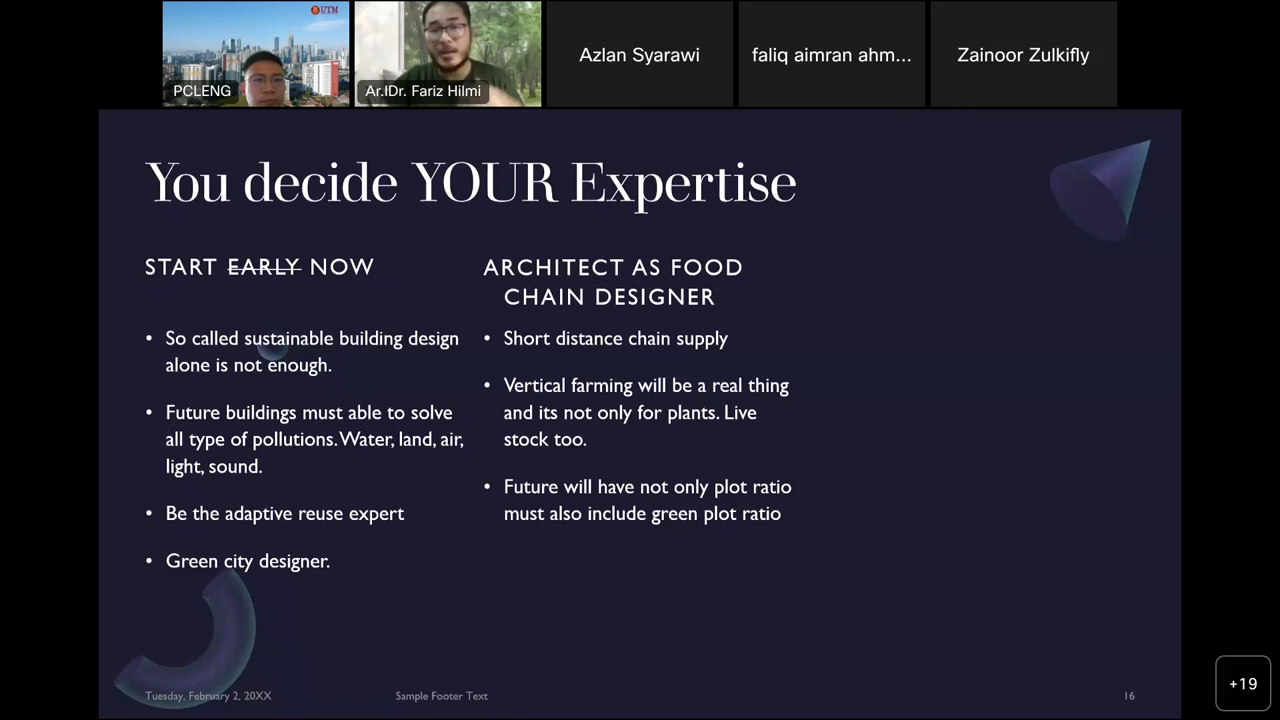 UTM
PCLENG
Ar.IDr. Fariz Hilmi
Azlan Syarawi
faliq aimran ahm...
Zainoor Zulkifly
You decide YOUR Expertise
START EARLY NOW
• So called sustainable building design
alone is not enough.
• Future buildings must able to solve
all type of pollutions. Water, land, air,
light, sound.
• Be the adaptive reuse expert
• Green city designer.
ARCHITECT AS FOOD
CHAIN DESIGNER
• Short distance chain supply
• Vertical farming will be a real thing
and its not only for plants. Live
stock too.
• Future will have not only plot ratio
must also include green plot ratio
Tuesday, February 2, 20XX
Sample Footer Text
16
+19